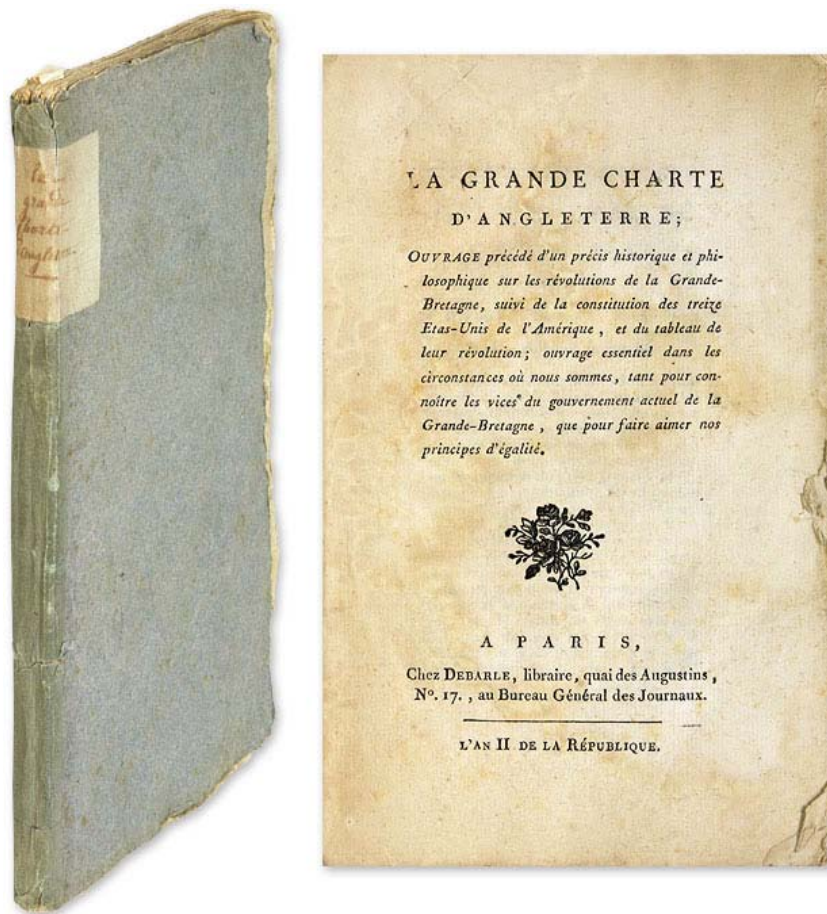 La
grande
Charte
LA GRANDE CHARTE
D'ANGLETERRE;
OUVRAGE précédé d'un précis historique et phi-
losophique sur les révolutions de la Grande-
Bretagne, suivi de la constitution des treize
Etas-Unis de l'Amérique, et du tableau de
leur révolution; ouvrage essentiel dans les
circonstances où nous sommes, tant pour con-
noître les vices du gouvernement actuel de la
Grande-Bretagne, que pour faire aimer nos
principes d'égalité.
A PARIS,
Chez DEBARLE, libraire, quai des Augustins,
N°. 17., au Bureau Général des Journaux.
L'AN II DE LA RÉPUBLIQUE.